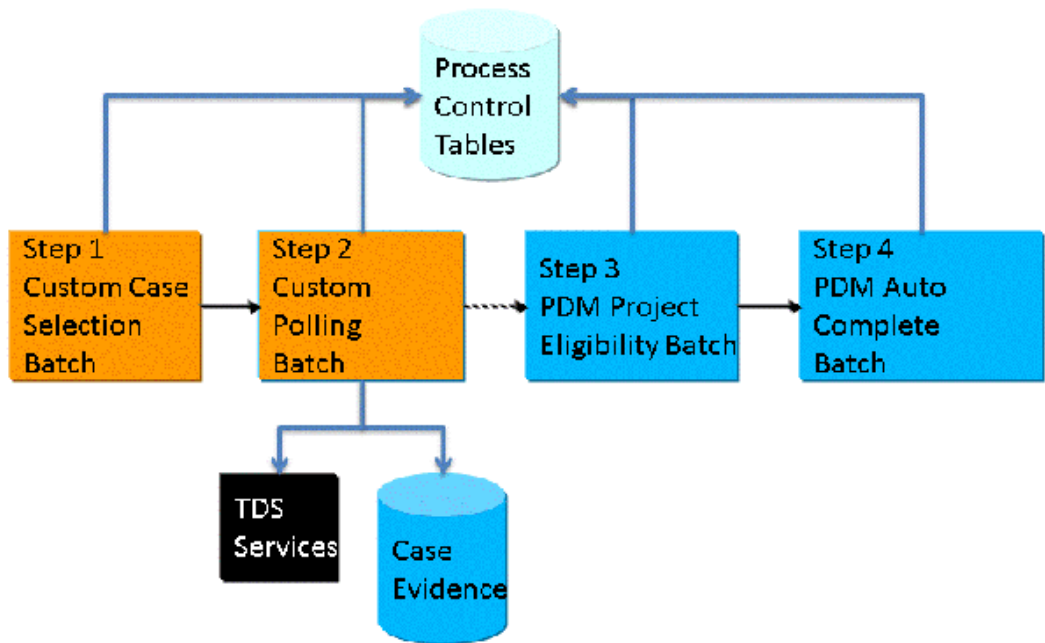 Process
Control
Tables
Step 1
Custom Case
Selection
Batch
Step 2
Custom
Polling
Batch
Step 3
PDM Project
Eligibility Batch
Step 4
PDM Auto
Complete
Batch
TDS
Services
Case
Evidence